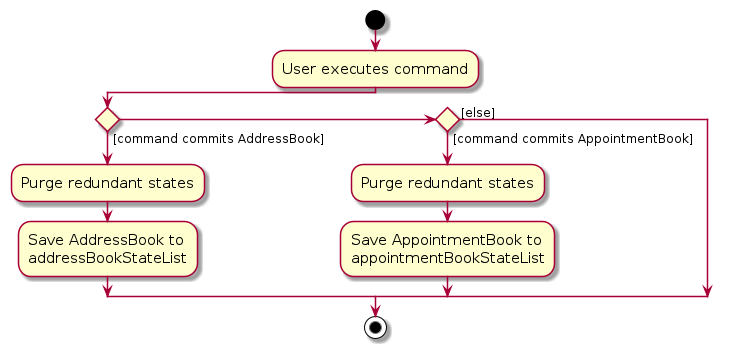 User executes command
[else]
[command commits AddressBook]
[command commits AppointmentBook]
Purge redundant states
Purge redundant states
Save AddressBook to
addressBookStateList
Save AppointmentBook to
appointmentBookStateList